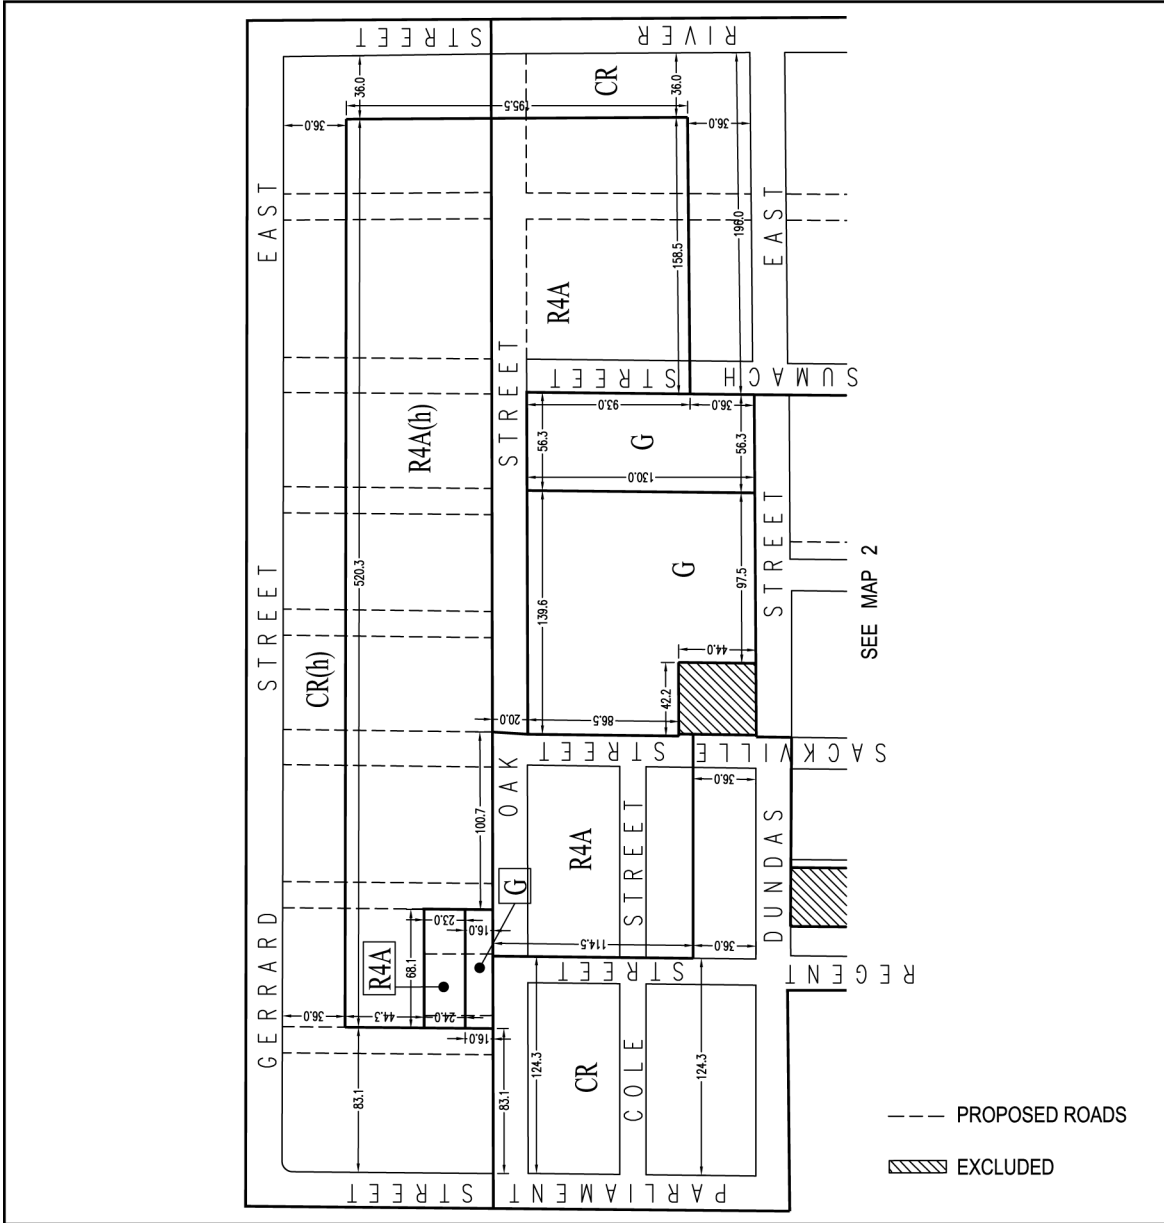 RIVER STREET
36.0
36.0
CR
195.5
36.0
36.0
GERRARD STREET EAST
DUNDAS STREET EAST
196.0
158.5
R4A
SUMACH STREET
OAK STREET
R4A(h)
93.0
36.0
56.3
56.3
G
130.0
520.3
G
139.6
97.5
SEE MAP 2
CR(h)
44.0
42.2
20.0
86.5
SACKVILLE STREET
36.0
100.7
R4A
COLE STREET
G
23.0
16.0
R4A
68.1
114.5
36.0
REGENT STREET
36.0
44.3
24.0
16.0
83.1
83.1
124.3
CR
124.3
PARLIAMENT STREET
PROPOSED ROADS
EXCLUDED